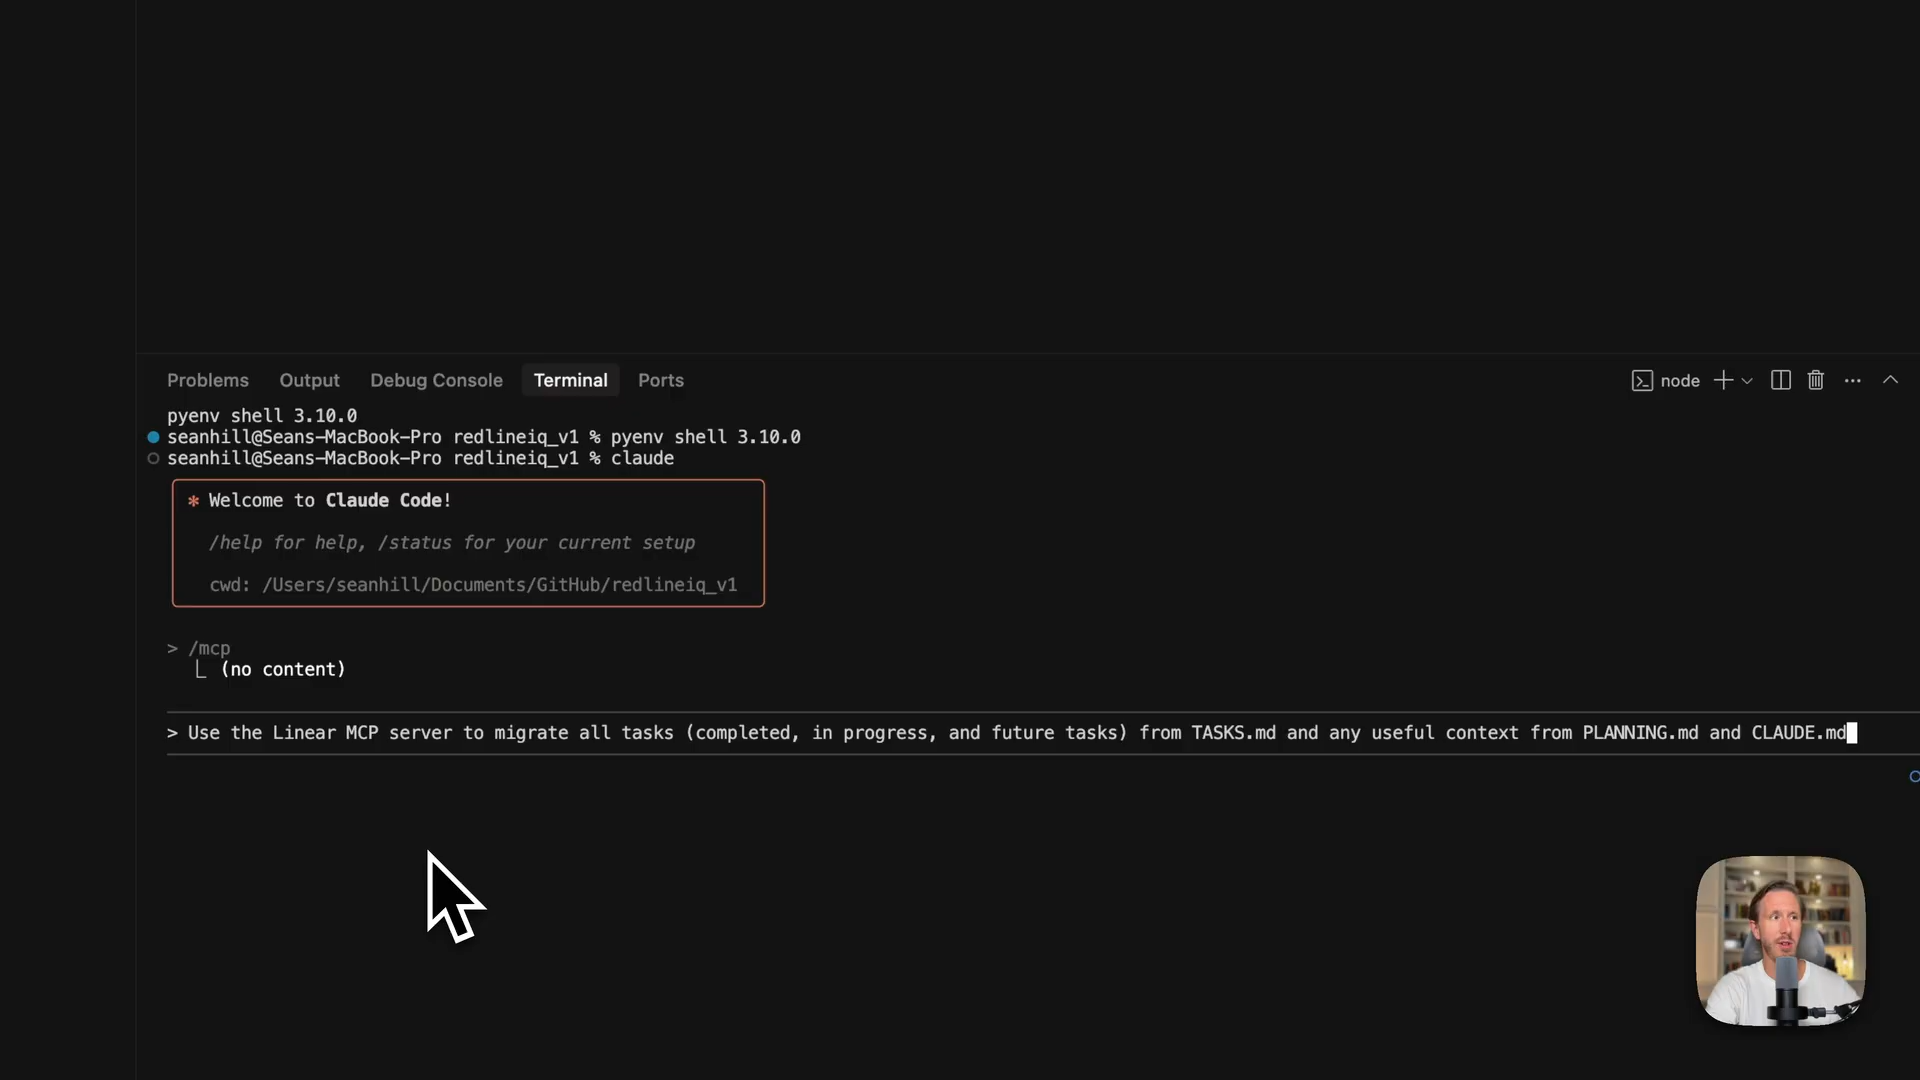 Problems Output Debug Console Terminal Ports node
pyenv shell 3.10.0
seanhill@Seans-MacBook-Pro redlineiq_v1 % pyenv shell 3.10.0
seanhill@Seans-MacBook-Pro redlineiq_v1 % claude
* Welcome to Claude Code!
/help for help, /status for your current setup
cwd: /Users/seanhill/Documents/GitHub/redlineiq_v1
> /mcp
⎿ (no content)
> Use the Linear MCP server to migrate all tasks (completed, in progress, and future tasks) from TASKS.md and any useful context from PLANNING.md and CLAUDE.md